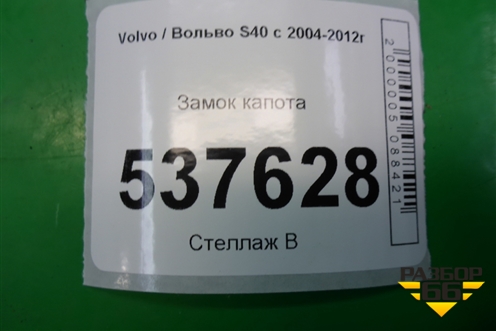 Volvo / Вольво S40 с 2004-2012г
Замок капота
537628
Стеллаж В
2000005088421
РАЗБОР
66